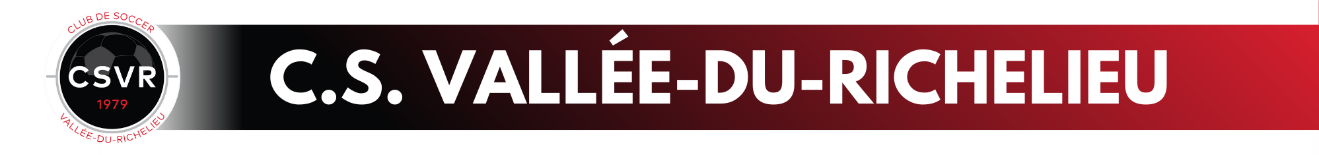 CLUB DE SOCCER
CSVR
1979
VALLÉE-DU-RICHELIEU
C.S. VALLÉE-DU-RICHELIEU